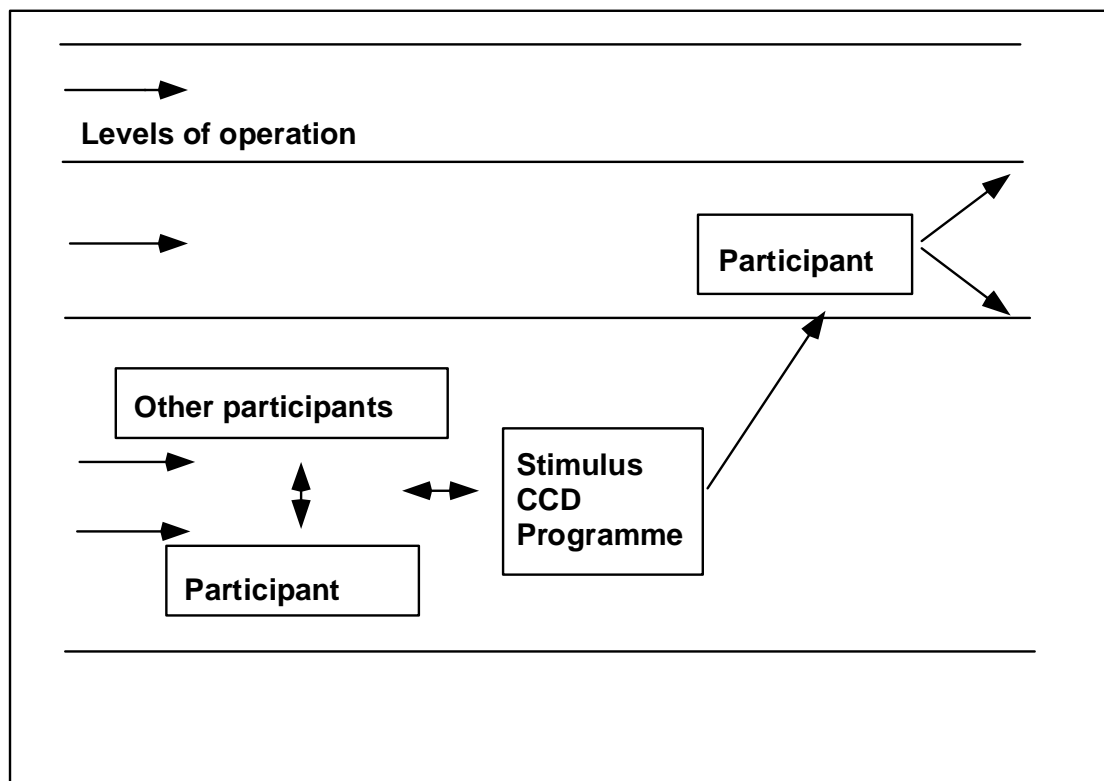 Levels of operation
Participant
Other participants
Stimulus
CCD
Programme
Participant